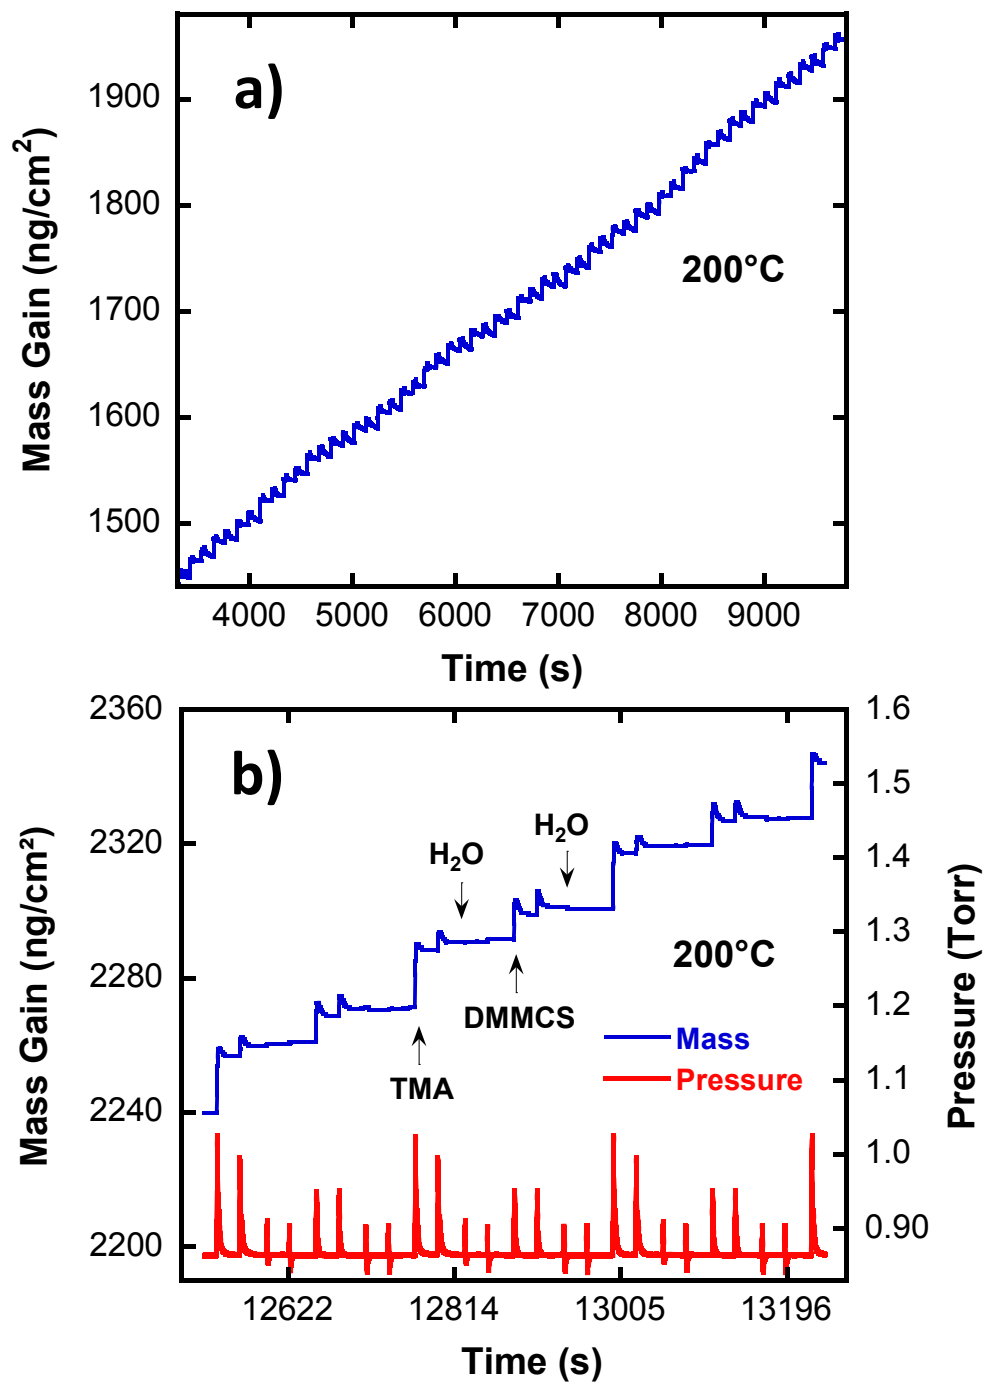 a)
Mass Gain (ng/cm²)
1900
1800
1700
1600
1500
200°C
4000 5000 6000 7000 8000 9000
Time (s)
b)
Mass Gain (ng/cm²)
2360
2320
2280
2240
2200
1.6
1.5
1.4
1.3
1.2
1.1
1.0
0.90
Pressure (Torr)
H₂O
H₂O
200°C
DMMCS
TMA
Mass
Pressure
12622 12814 13005 13196
Time (s)